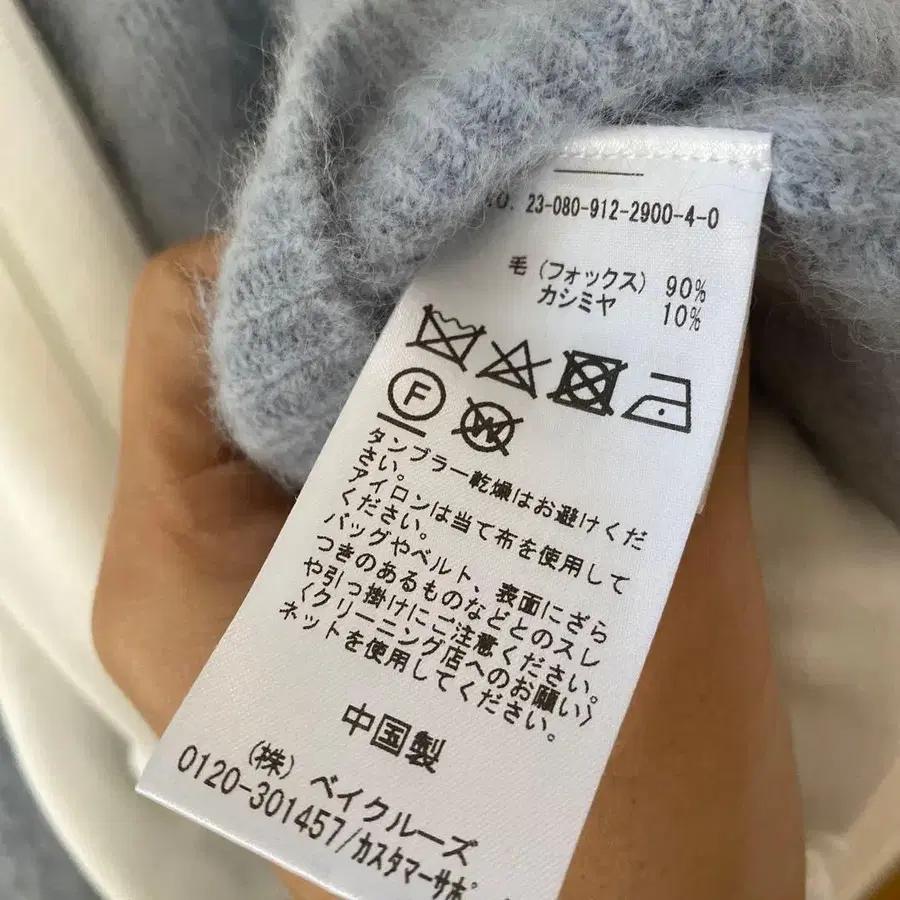 .O. 23-080-912-2900-4-0
毛 (フォックス) 90%
カシミヤ 10%
F
W
タンブラー乾燥はお避けくだ
さい。
アイロンは当て布を使用して
ください。
バッグやベルト、表面にざら
つきのあるものなどとのスレ
や引っ掛けにご注意ください。
〈クリーニング店へのお願い〉
ネットを使用してください。
中国製
(株) ベイクルーズ
0120-301457/カスタマーサポ